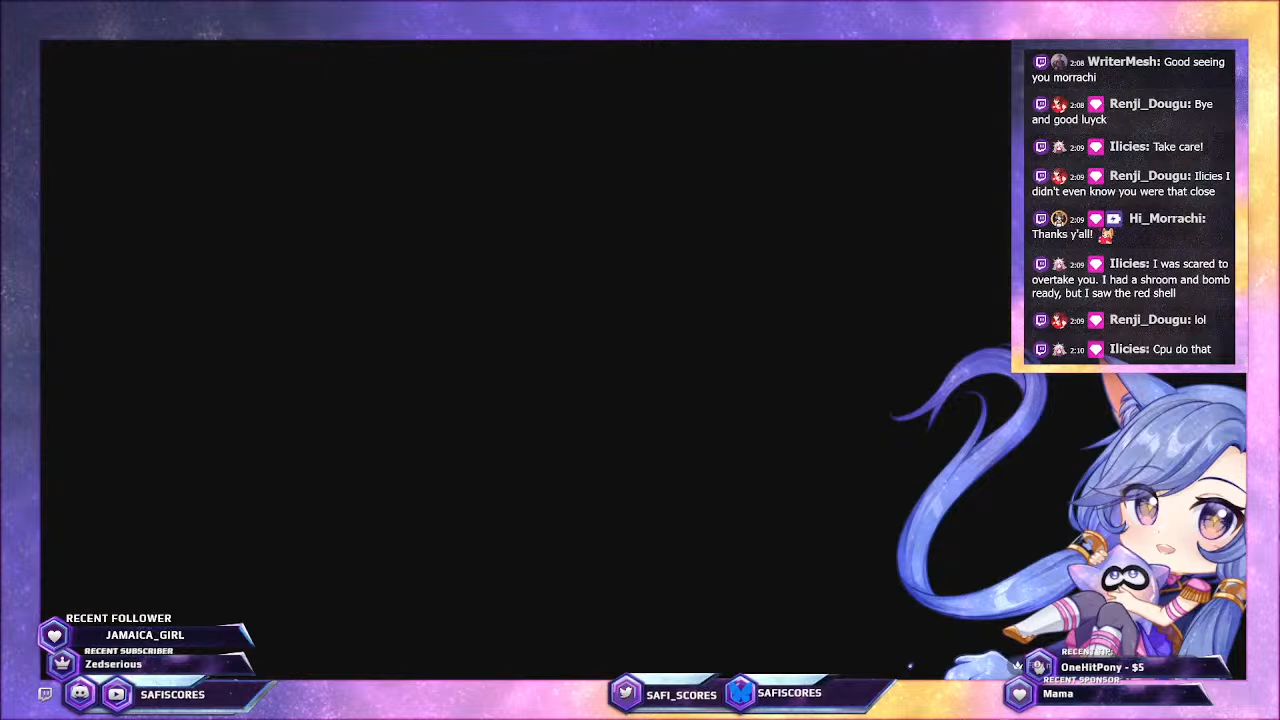 2:08 WriterMesh: Good seeing
you morrachi
2:08 Renji_Dougu: Bye
and good luyck
2:09 Ilicies: Take care!
2:09 Renji_Dougu: Ilicies I
didn't even know you were that close
2:09 Hi_Morrachi:
Thanks y'all!
2:09 Ilicies: I was scared to
overtake you. I had a shroom and bomb
ready, but I saw the red shell
2:09 Renji_Dougu: lol
2:10 Ilicies: Cpu do that
RECENT FOLLOWER
JAMAICA_GIRL
RECENT SUBSCRIBER
Zedserious
SAFISCORES
SAFI_SCORES
SAFISCORES
RECENT TIP:
OneHitPony - $5
RECENT SPONSOR
Mama